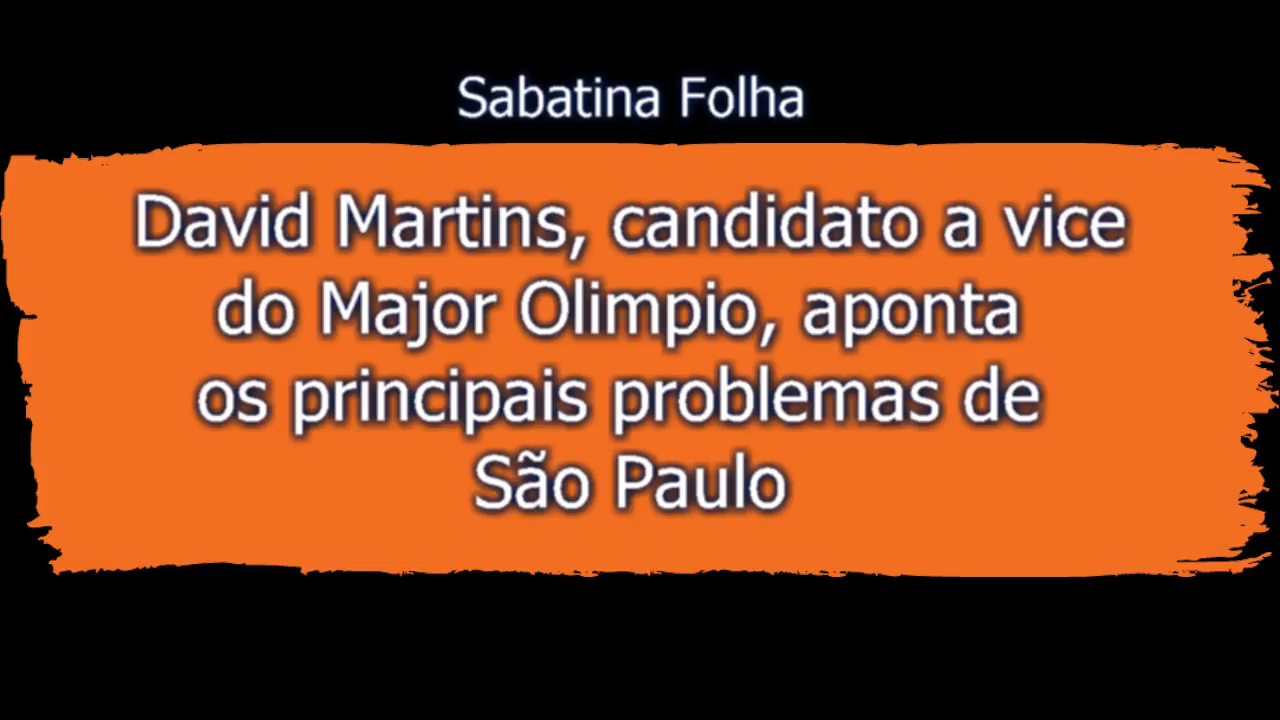 Sabatina Folha
David Martins, candidato a vice
do Major Olimpio, aponta
os principais problemas de
São Paulo